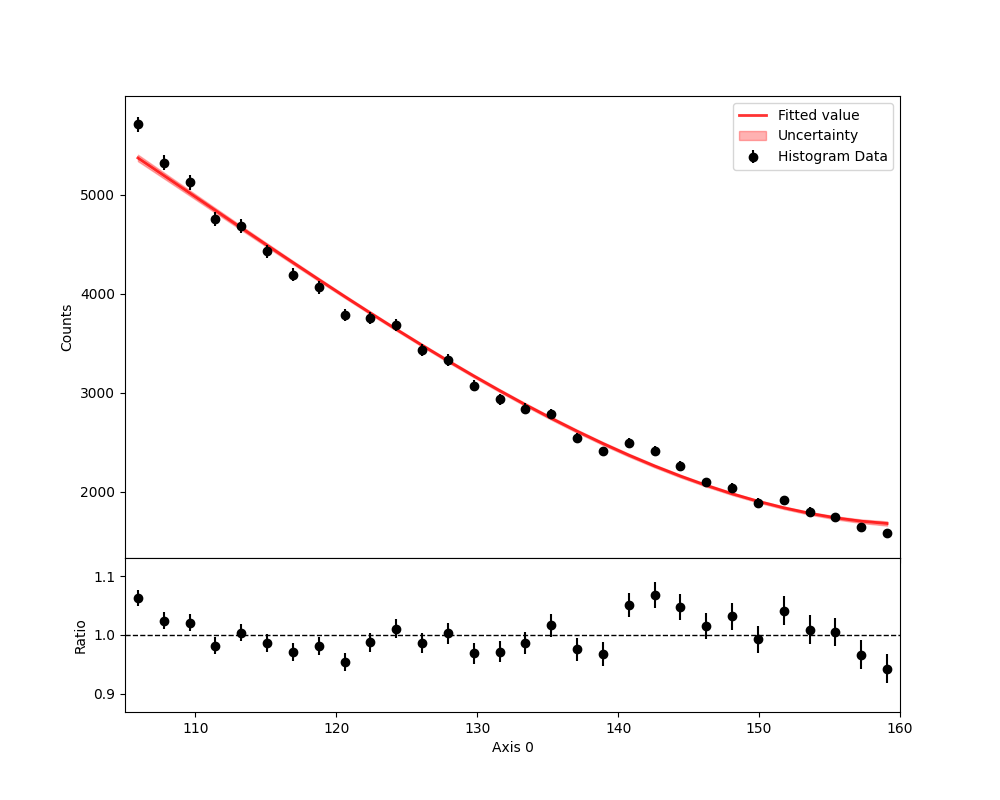 Fitted value
Uncertainty
Histogram Data
Counts
5000
4000
3000
2000
Ratio
1.1
1.0
0.9
110 120 130 140 150 160
Axis 0